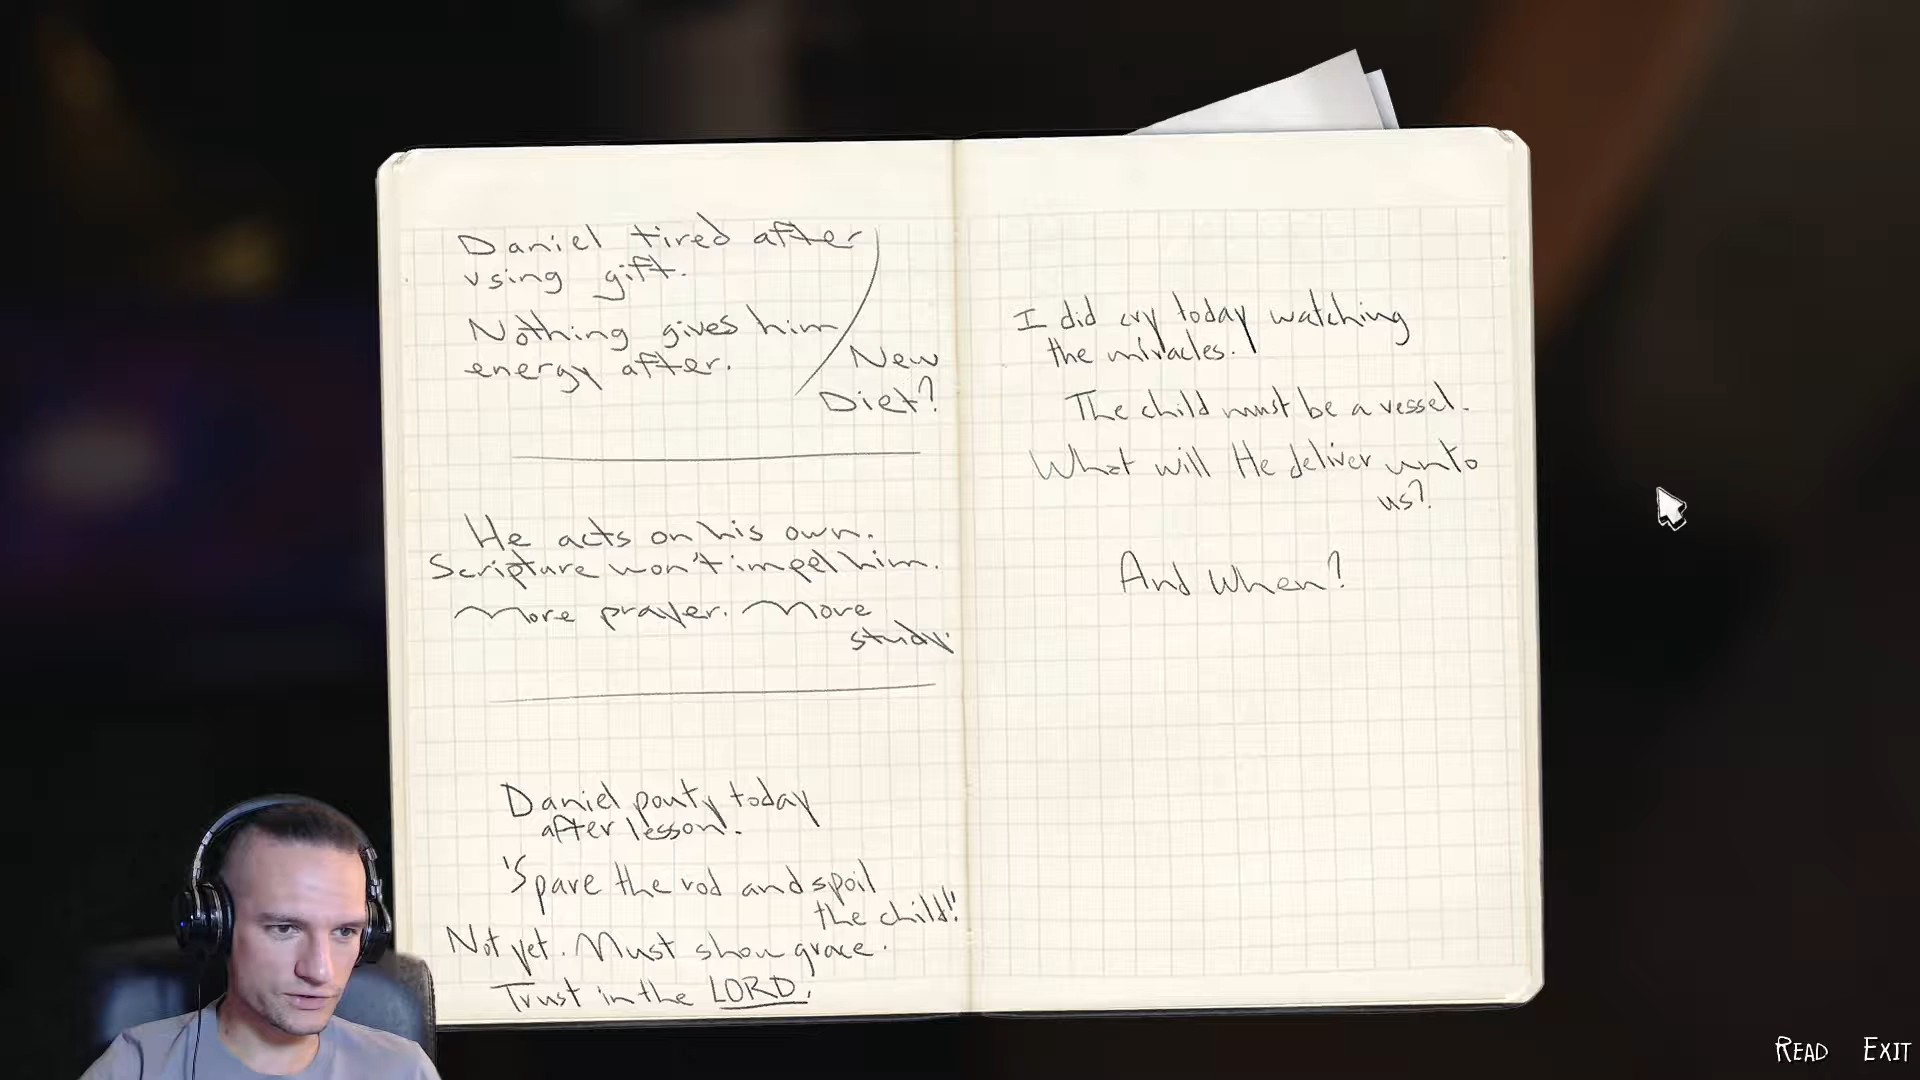 Daniel tired after
using gift.
Nothing gives him
energy after.
New
Diet?
He acts on his own.
Scripture won't impel him.
More prayer. More
study.
Daniel pouty today
after lesson.
'Spare the rod and spoil
the child!'
Not yet. Must show grace.
Trust in the LORD.
I did cry today watching
the miracles.
The child must be a vessel.
What will He deliver unto
us?
And when?
READ EXIT